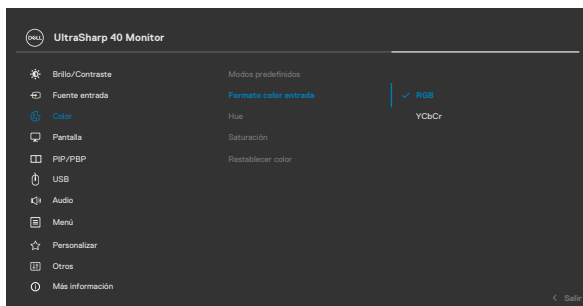 DELL UltraSharp 40 Monitor
Brillo/Contraste Modos predefinidos
Fuente entrada Formato color entrada RGB
Color Hue YCbCr
Pantalla Saturación
PIP/PBP Restablecer color
USB
Audio
Menú
Personalizar
Otros
Más información
Salir